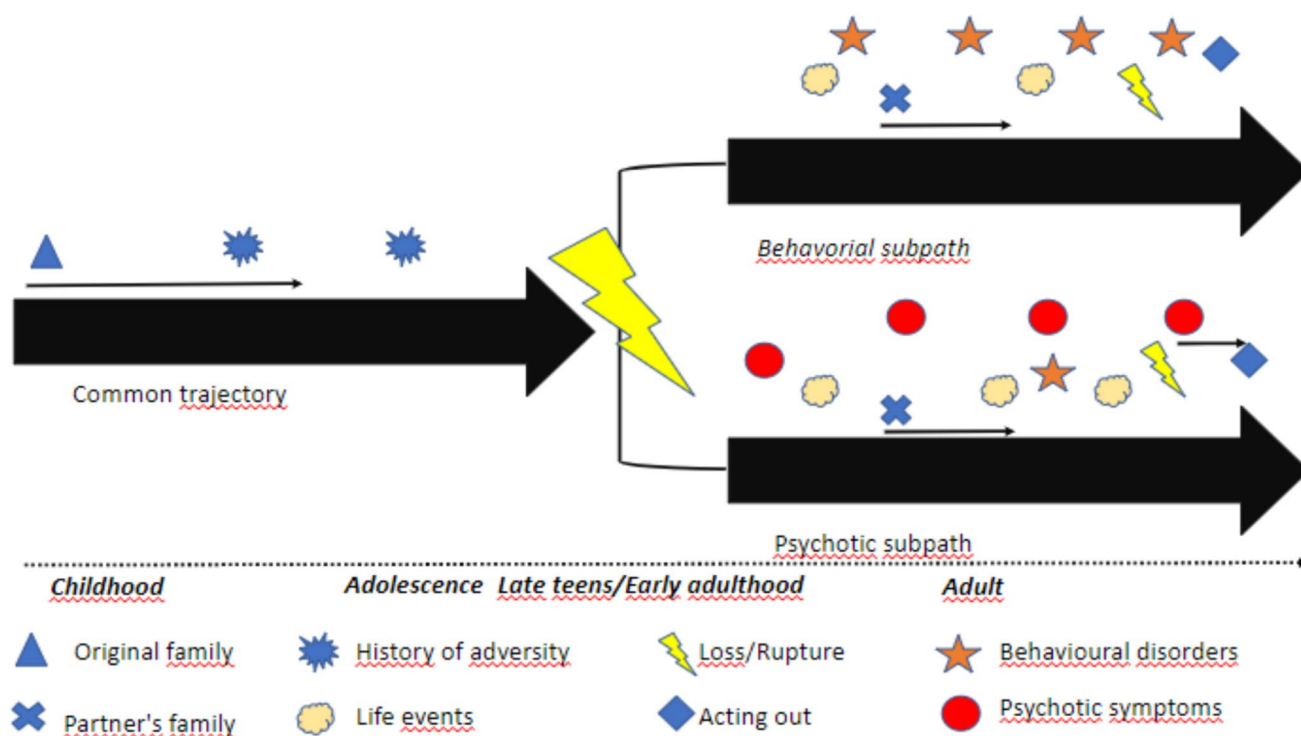 Behavorial subpath
Common trajectory
Psychotic subpath
Childhood Adolescence Late teens/Early adulthood Adult
Original family History of adversity Loss/Rupture Behavioural disorders
Partner's family Life events Acting out Psychotic symptoms